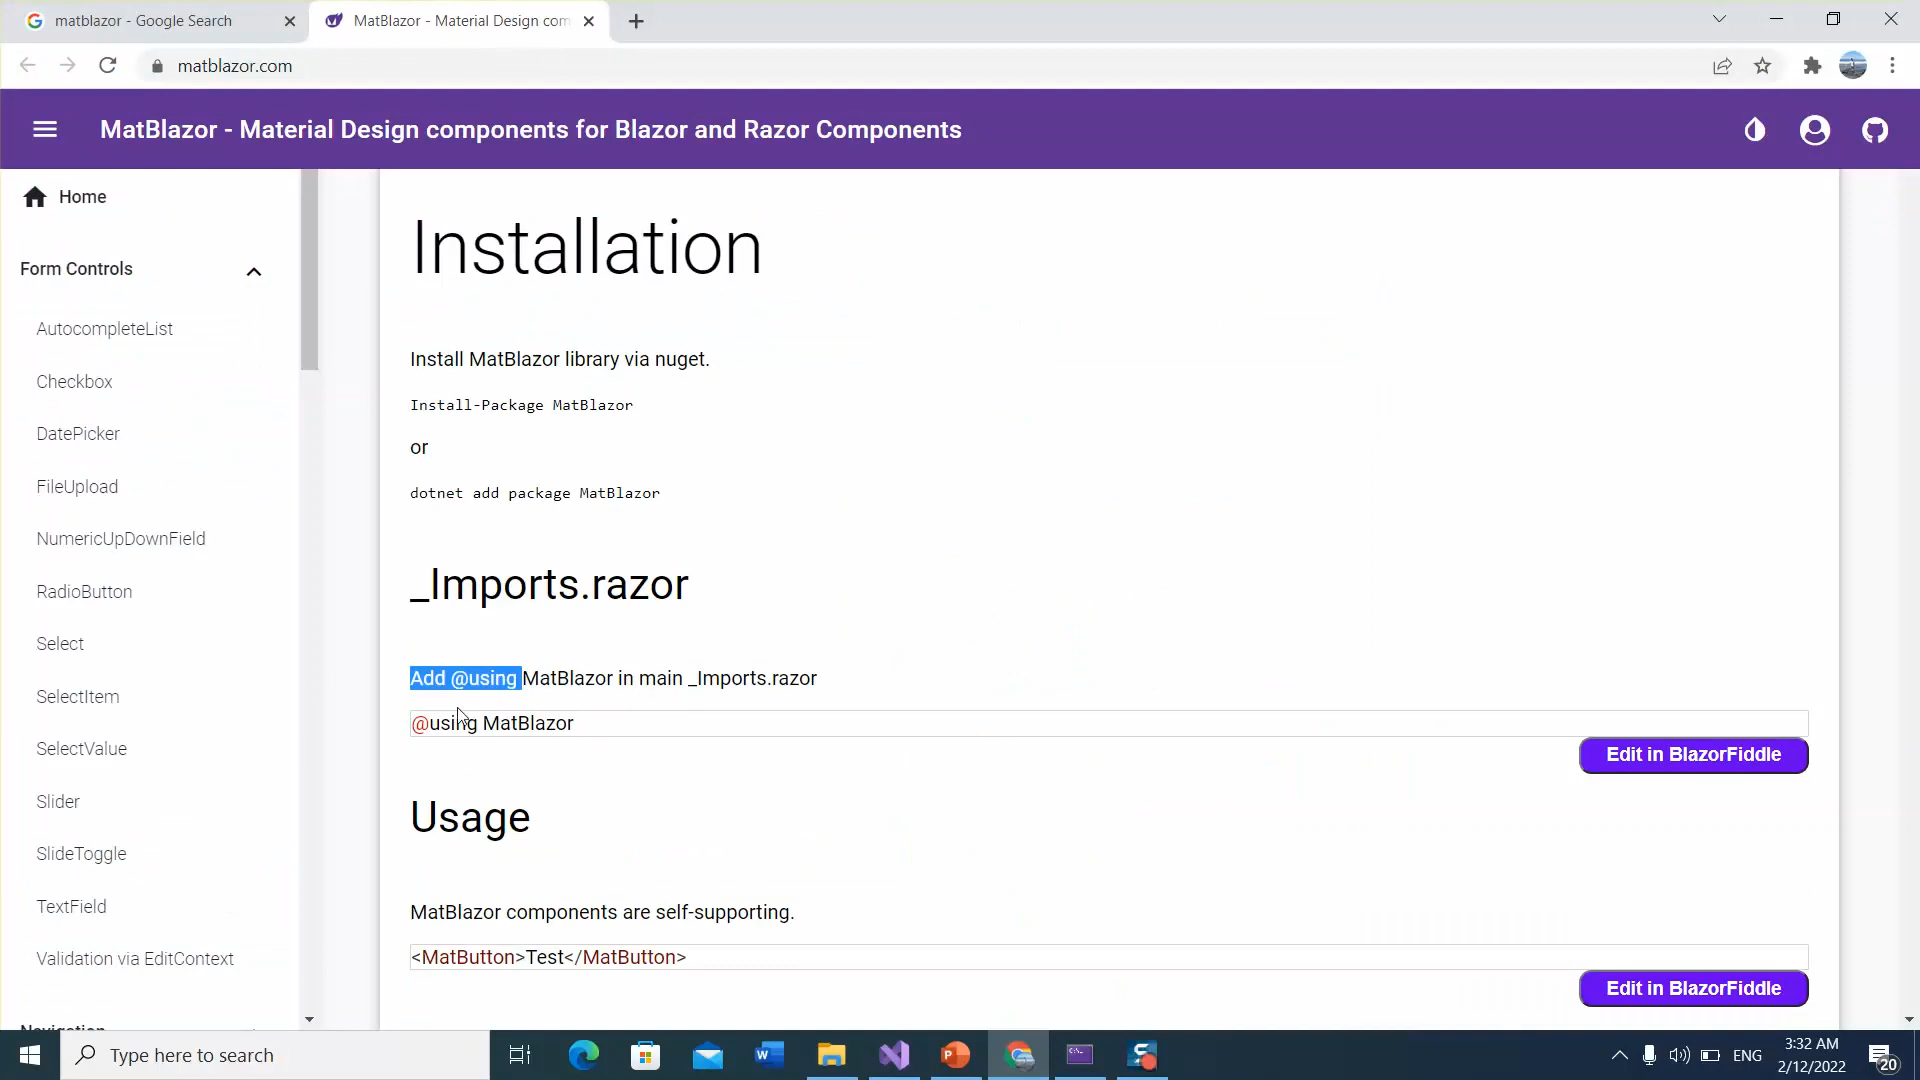 matblazor - Google Search
MatBlazor - Material Design com
matblazor.com
MatBlazor - Material Design components for Blazor and Razor Components
Home
Form Controls
AutocompleteList
Checkbox
DatePicker
FileUpload
NumericUpDownField
RadioButton
Select
SelectItem
SelectValue
Slider
SlideToggle
TextField
Validation via EditContext
Navigation
Installation
Install MatBlazor library via nuget.
Install-Package MatBlazor
or
dotnet add package MatBlazor
_Imports.razor
Add @using MatBlazor in main _Imports.razor
@using MatBlazor
Edit in BlazorFiddle
Usage
MatBlazor components are self-supporting.
<MatButton>Test</MatButton>
Edit in BlazorFiddle
Type here to search
ENG
3:32 AM
2/12/2022
20